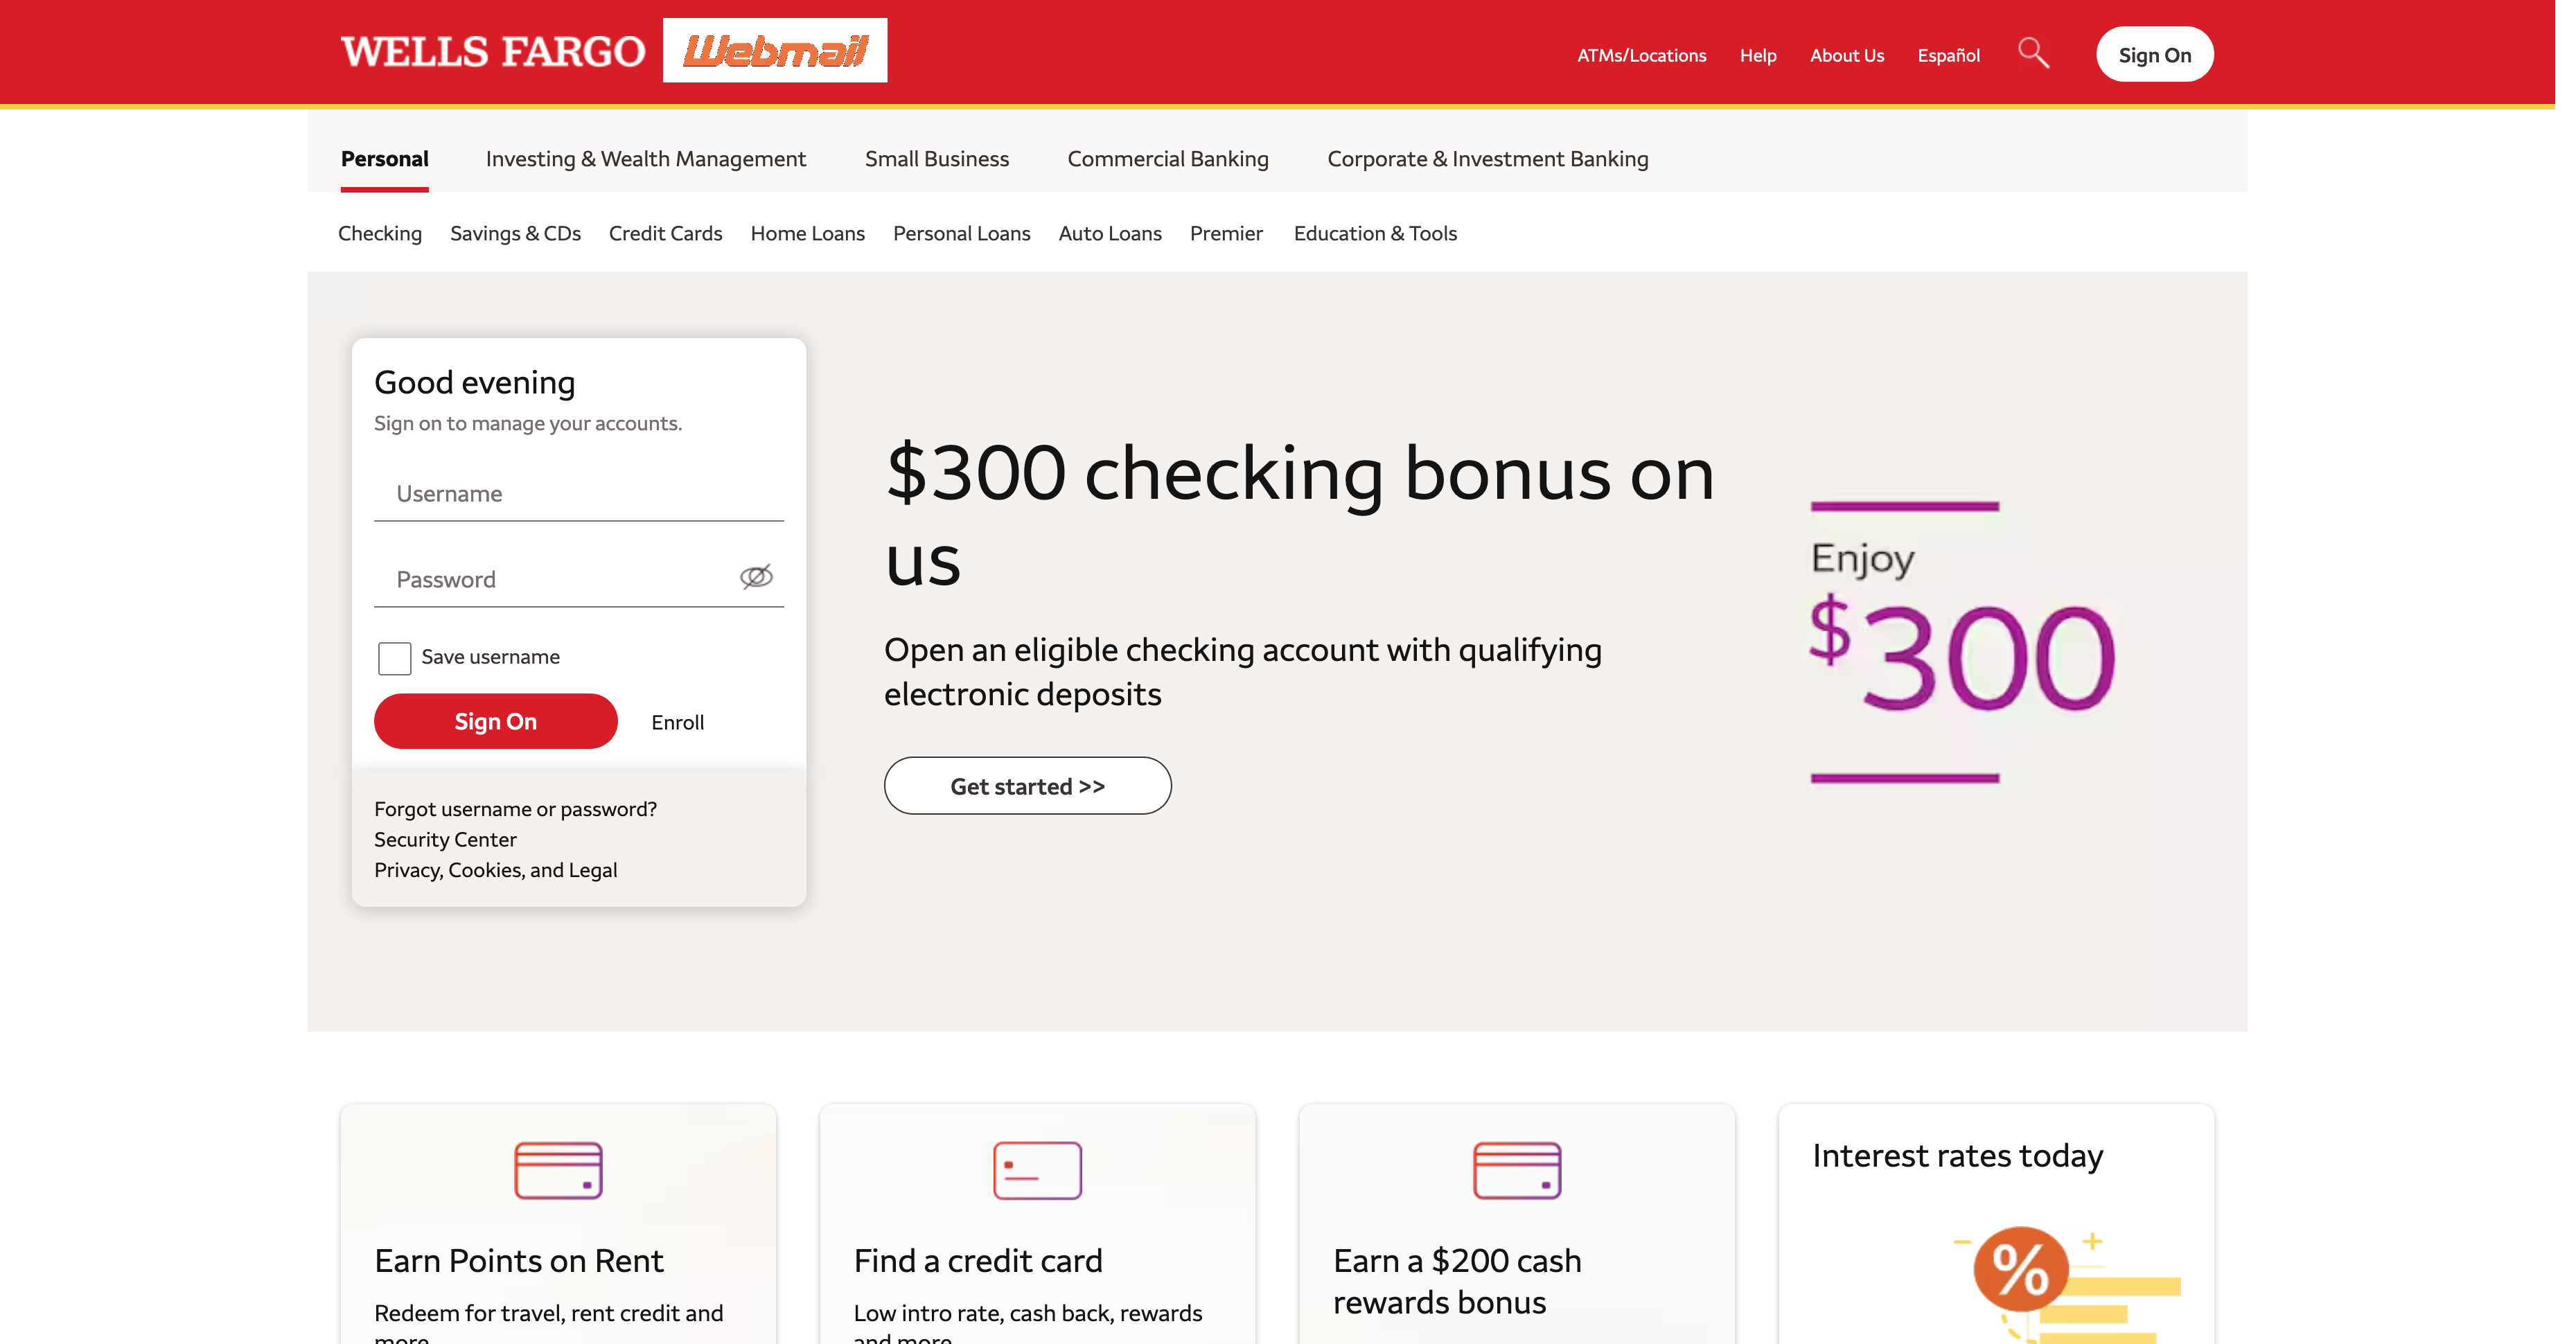 WELLS FARGO
Webmail
ATMs/Locations Help About Us Español
Sign On
Personal Investing & Wealth Management Small Business Commercial Banking Corporate & Investment Banking
Checking Savings & CDs Credit Cards Home Loans Personal Loans Auto Loans Premier Education & Tools
Good evening
Sign on to manage your accounts.
Username
Password
Save username
Sign On Enroll
Forgot username or password?
Security Center
Privacy, Cookies, and Legal
$300 checking bonus on
us
Open an eligible checking account with qualifying
electronic deposits
Get started >>
Enjoy
$300
Earn Points on Rent
Redeem for travel, rent credit and
more
Find a credit card
Low intro rate, cash back, rewards
and more
Earn a $200 cash
rewards bonus
Interest rates today
%